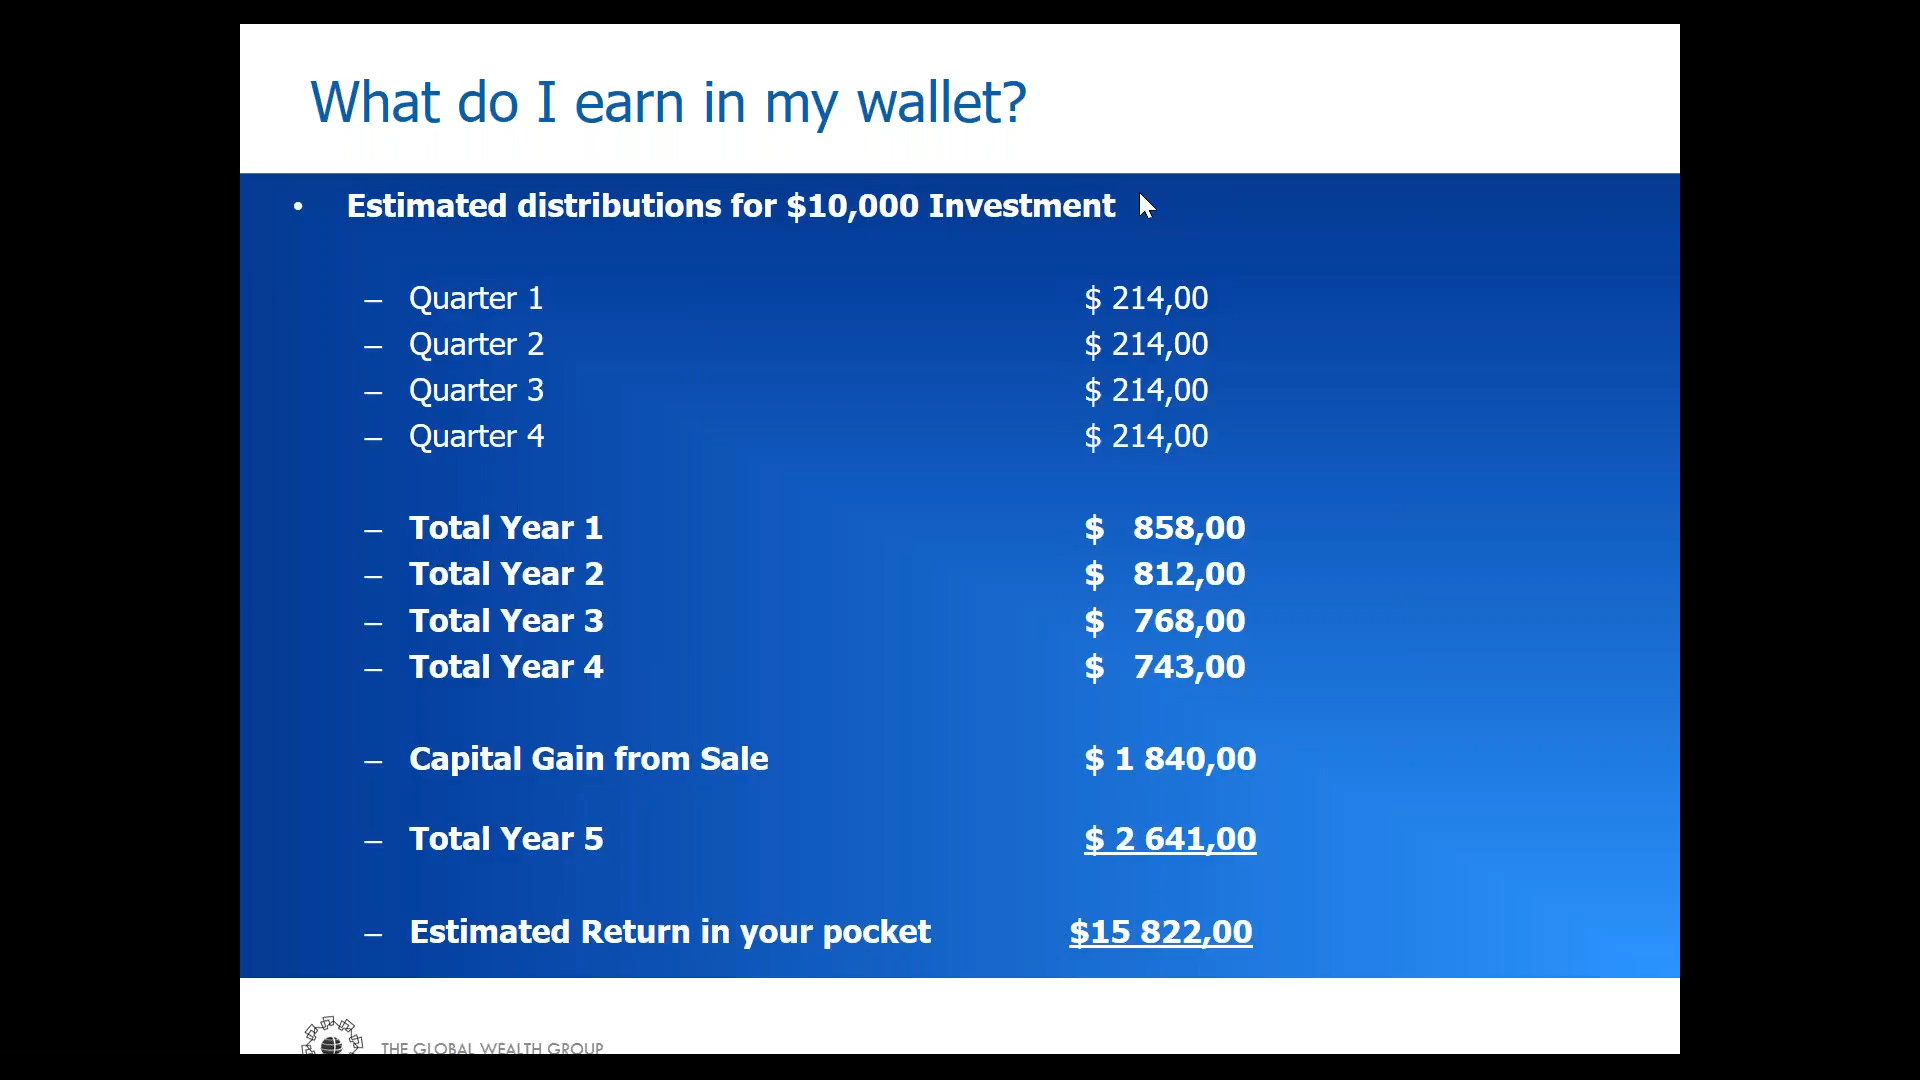 What do I earn in my wallet?
• Estimated distributions for $10,000 Investment
– Quarter 1 $ 214,00
– Quarter 2 $ 214,00
– Quarter 3 $ 214,00
– Quarter 4 $ 214,00
– Total Year 1 $ 858,00
– Total Year 2 $ 812,00
– Total Year 3 $ 768,00
– Total Year 4 $ 743,00
– Capital Gain from Sale $ 1 840,00
– Total Year 5 $ 2 641,00
– Estimated Return in your pocket $15 822,00
THE GLOBAL WEALTH GROUP